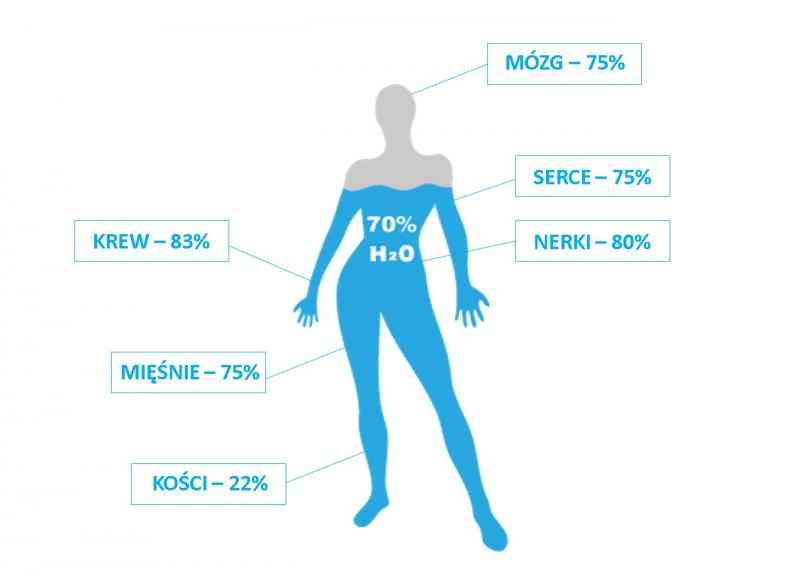 MÓZG – 75%
SERCE – 75%
70%
H₂O
KREW – 83%
NERKI – 80%
MIĘŚNIE – 75%
KOŚCI – 22%